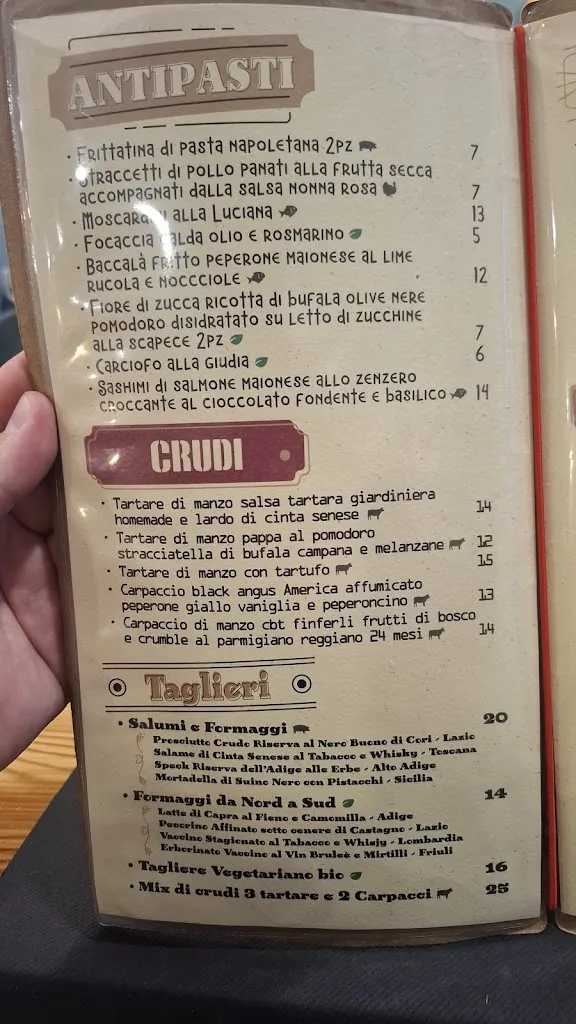 ANTIPASTI
· Frittatina di pasta napoletana 2pz
7
· Straccetti di pollo panati alla frutta secca
accompagnati dalla salsa nonna rosa
7
· Moscardini alla Luciana
13
· Focaccia calda olio e rosmarino
5
· Baccalà fritto peperone maionese al lime
rucola e noccciole
12
· Fiore di zucca ricotta di bufala olive nere
pomodoro disidratato su letto di zucchine
alla scapece 2pz
7
· Carciofo alla giudia
6
· Sashimi di salmone maionese allo zenzero
croccante al cioccolato fondente e basilico
14
CRUDI
· Tartare di manzo salsa tartara giardiniera
homemade e lardo di cinta senese
14
· Tartare di manzo pappa al pomodoro
stracciatella di bufala campana e melanzane
12
· Tartare di manzo con tartufo
15
· Carpaccio black angus America affumicato
peperone giallo vaniglia e peperoncino
13
· Carpaccio di manzo cbt finferli frutti di bosco
e crumble al parmigiano reggiano 24 mesi
14
Taglieri
• Salumi e Formaggi
20
Prosciutto Crudo Riserva al Nero Buono di Cori - Lazio
Salame di Cinta Senese al Tabacco e Whisky - Toscana
Speck Riserva dell'Adige alle Erbe - Alto Adige
Mortadella di Suino Nero con Pistacchi - Sicilia
• Formaggi da Nord a Sud
14
Latte di Capra al Fieno e Camomilla - Adige
Pecorino Affinato sotto cenere di Castagno - Lazio
Vaccino Stagionato al Tabacco e Whisjy - Lombardia
Erborinato Vaccino al Vin Bruleè e Mirtilli - Friuli
• Tagliere Vegetariano bio
16
• Mix di crudi 3 tartare e 2 Carpacci
25